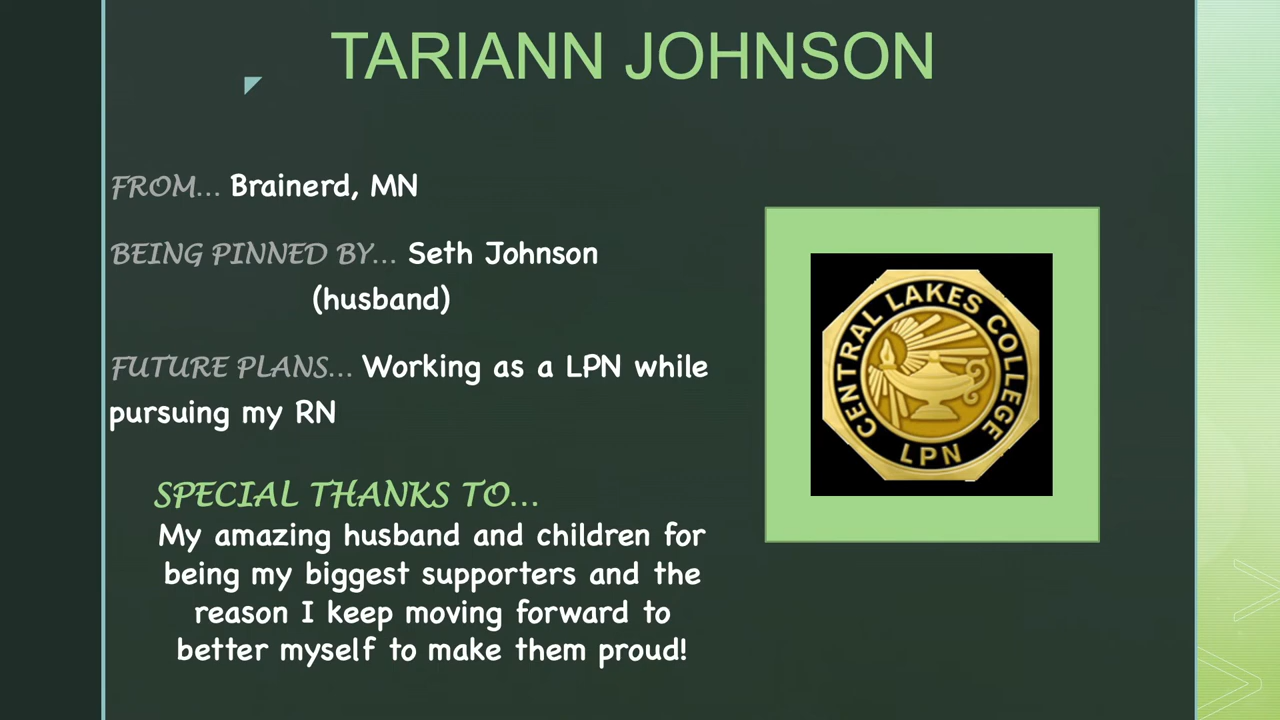 TARIANN JOHNSON
FROM... Brainerd, MN
BEING PINNED BY... Seth Johnson
(husband)
FUTURE PLANS... Working as a LPN while
pursuing my RN
SPECIAL THANKS TO...
My amazing husband and children for
being my biggest supporters and the
reason I keep moving forward to
better myself to make them proud!
CENTRAL LAKES COLLEGE
LPN